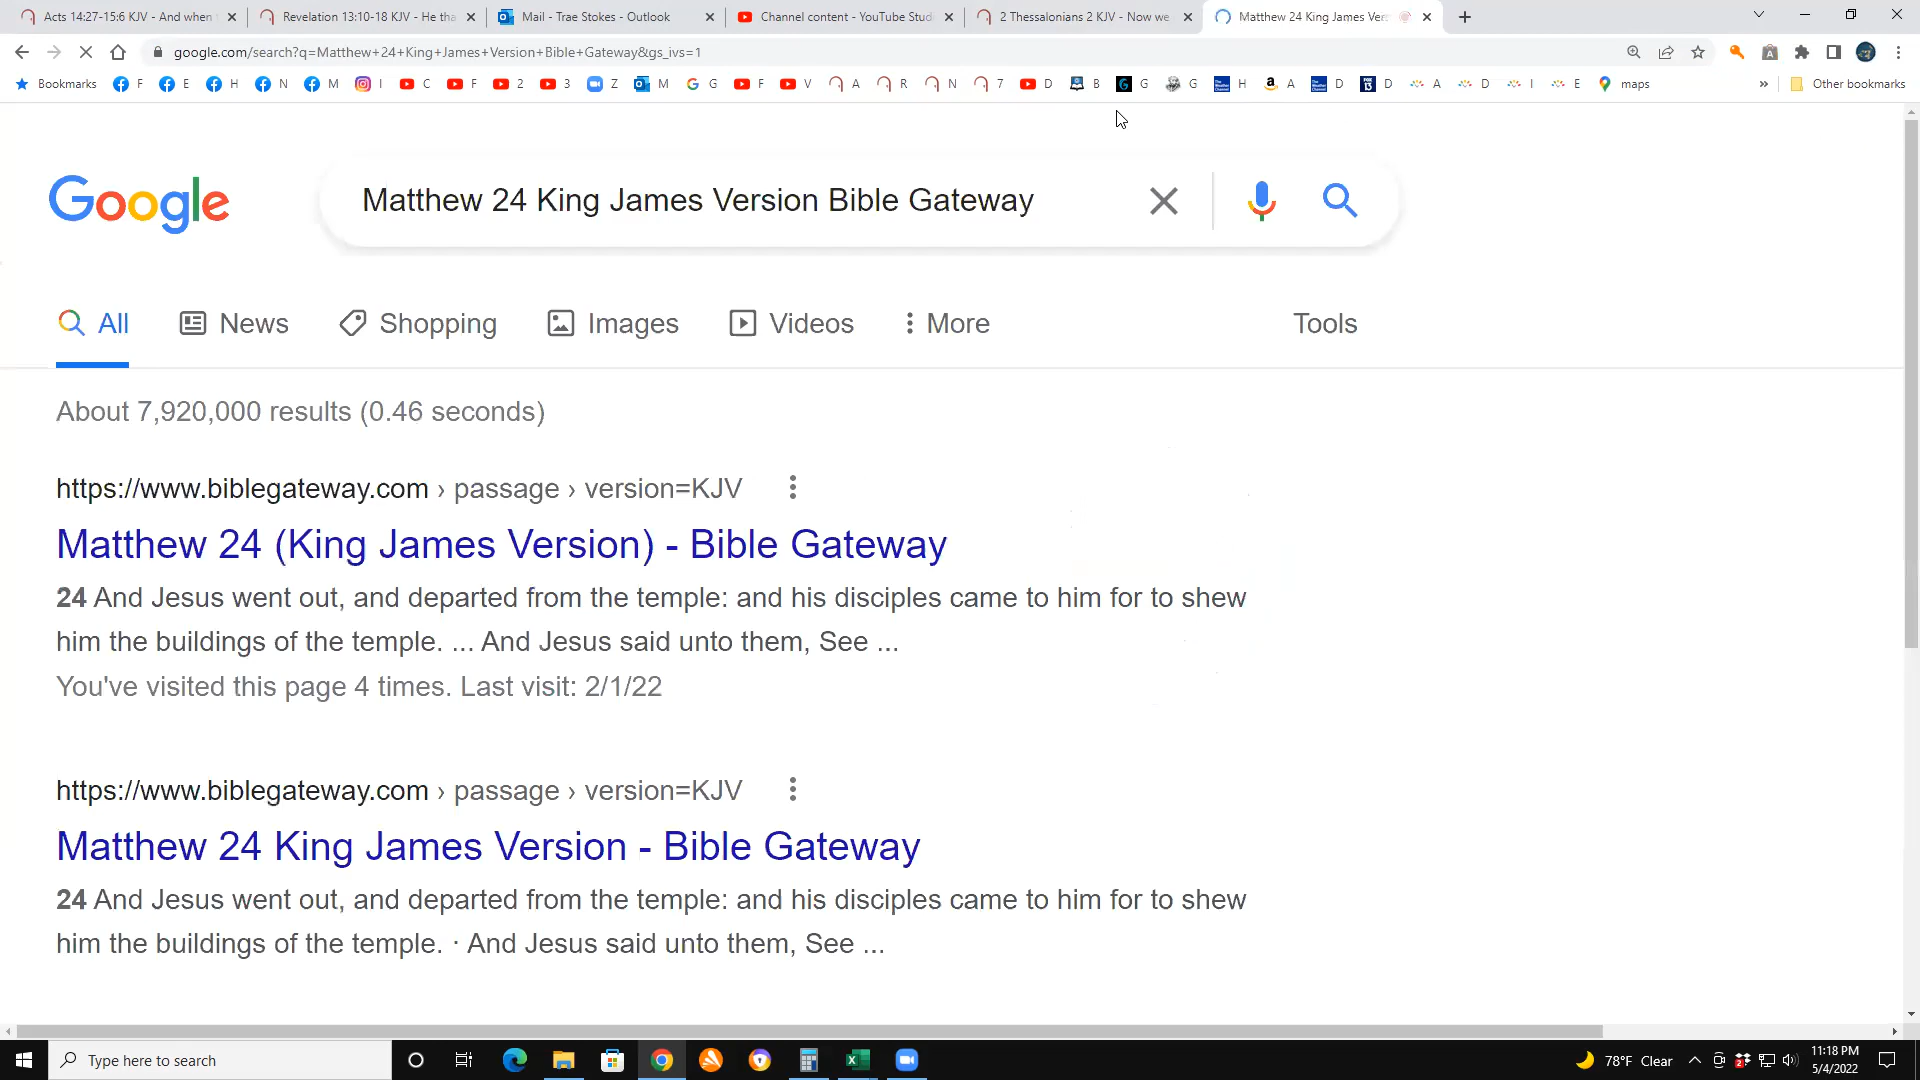 Acts 14:27-15:6 KJV - And when
Revelation 13:10-18 KJV - He tha
Mail - Trae Stokes - Outlook
Channel content - YouTube Stud
2 Thessalonians 2 KJV - Now we
Matthew 24 King James Ver
google.com/search?q=Matthew+24+King+James+Version+Bible+Gateway&gs_ivs=1
Bookmarks F E H N M I C F 2 3 Z M G F V A R N 7 D B G G H A D D A D I E maps » Other bookmarks
Google
Matthew 24 King James Version Bible Gateway
All News Shopping Images Videos More Tools
About 7,920,000 results (0.46 seconds)
https://www.biblegateway.com › passage › version=KJV
Matthew 24 (King James Version) - Bible Gateway
24 And Jesus went out, and departed from the temple: and his disciples came to him for to shew
him the buildings of the temple. ... And Jesus said unto them, See ...
You've visited this page 4 times. Last visit: 2/1/22
https://www.biblegateway.com › passage › version=KJV
Matthew 24 King James Version - Bible Gateway
24 And Jesus went out, and departed from the temple: and his disciples came to him for to shew
him the buildings of the temple. · And Jesus said unto them, See ...
Type here to search
78°F Clear
11:18 PM
5/4/2022